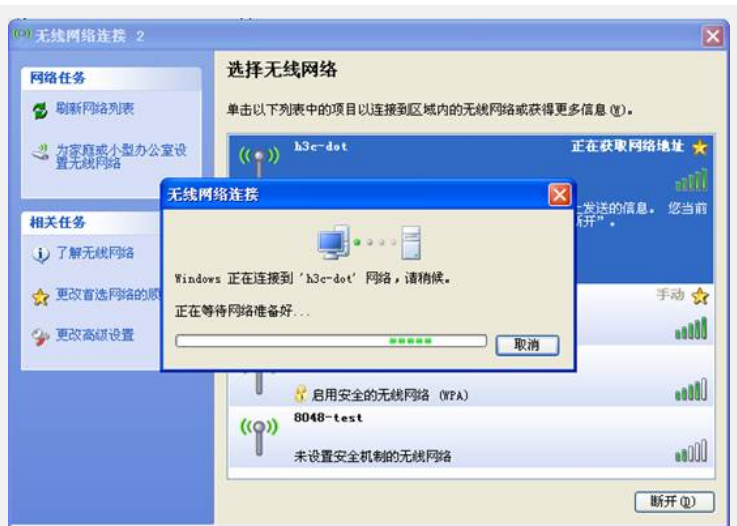 无线网络连接 2
网络任务
刷新网络列表
为家庭或小型办公室设
置无线网络
相关任务
了解无线网络
更改首选网络的顺
更改高级设置
选择无线网络
单击以下列表中的项目以连接到区域内的无线网络或获得更多信息(W)。
h3c-dot
正在获取网络地址
上发送的信息。 您当前
断开”。
无线网络连接
Windows 正在连接到 'h3c-dot' 网络，请稍候。
正在等待网络准备好...
取消
手动
启用安全的无线网络 (WPA)
8048-test
未设置安全机制的无线网络
断开(D)